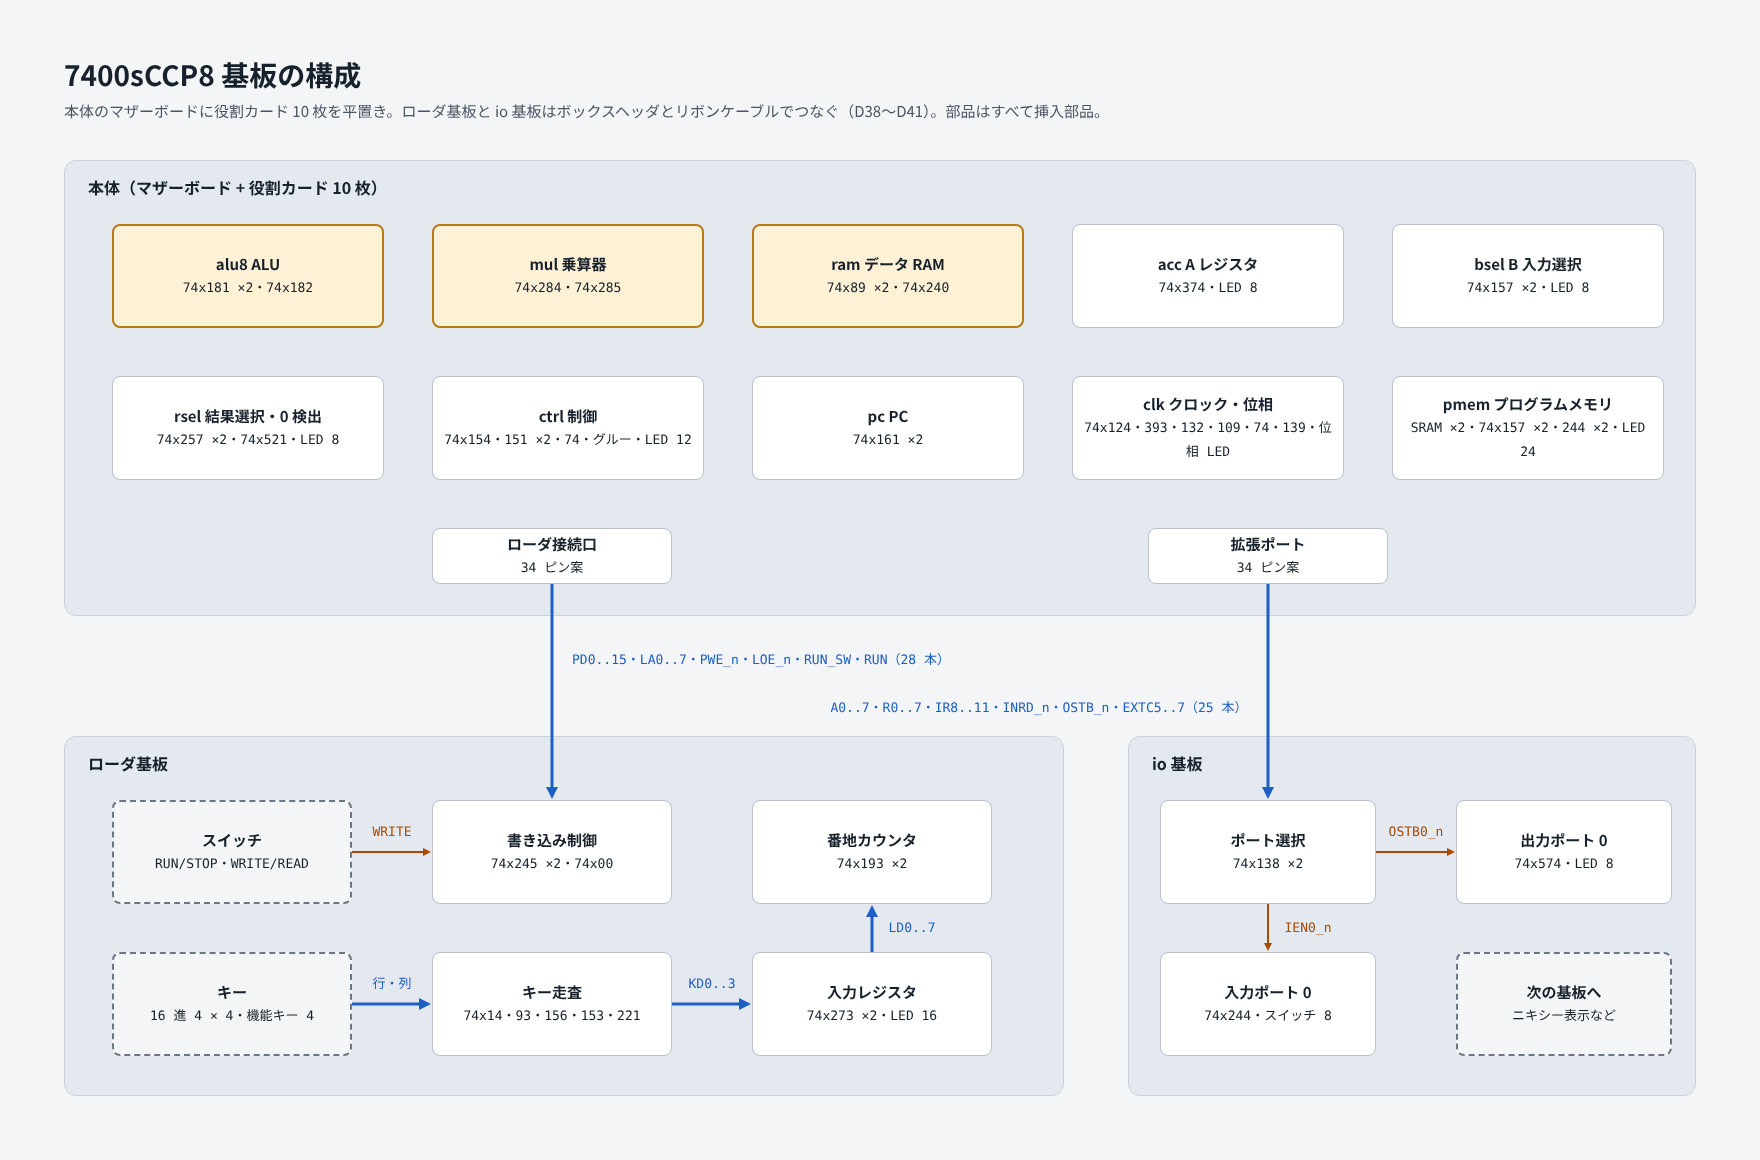 7400sCCP8 基板の構成
本体のマザーボードに役割カード 10 枚を平置き。ローダ基板と io 基板はボックスヘッダとリボンケーブルでつなぐ（D38〜D41）。部品はすべて挿入部品。
本体（マザーボード + 役割カード 10 枚）
alu8 ALU
74x181 ×2・74x182
mul 乗算器
74x284・74x285
ram データ RAM
74x89 ×2・74x240
acc A レジスタ
74x374・LED 8
bsel B 入力選択
74x157 ×2・LED 8
rsel 結果選択・0 検出
74x257 ×2・74x521・LED 8
ctrl 制御
74x154・151 ×2・74・グルー・LED 12
pc PC
74x161 ×2
clk クロック・位相
74x124・393・132・109・74・139・位
相 LED
pmem プログラムメモリ
SRAM ×2・74x157 ×2・244 ×2・LED
24
ローダ接続口
34 ピン案
拡張ポート
34 ピン案
PD0..15・LA0..7・PWE_n・LOE_n・RUN_SW・RUN（28 本）
A0..7・R0..7・IR8..11・INRD_n・OSTB_n・EXTC5..7（25 本）
ローダ基板
スイッチ
RUN/STOP・WRITE/READ
WRITE
書き込み制御
74x245 ×2・74x00
番地カウンタ
74x193 ×2
LD0..7
キー
16 進 4 × 4・機能キー 4
行・列
キー走査
74x14・93・156・153・221
KD0..3
入力レジスタ
74x273 ×2・LED 16
io 基板
ポート選択
74x138 ×2
OSTB0_n
出力ポート 0
74x574・LED 8
IEN0_n
入力ポート 0
74x244・スイッチ 8
次の基板へ
ニキシー表示など